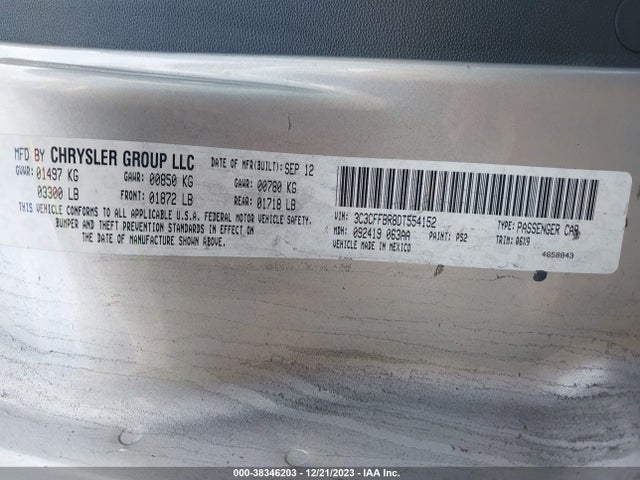 MFD BY CHRYSLER GROUP LLC DATE OF MFR(BUILT): SEP 12
GVWR: 01497 KG GAWR: 00850 KG GAWR: 00780 KG
03300 LB FRONT: 01872 LB REAR: 01718 LB
THIS VEHICLE CONFORMS TO ALL APPLICABLE U.S.A. FEDERAL MOTOR VEHICLE SAFETY,
BUMPER AND THEFT PREVENTION STANDARDS IN EFFECT ON
THE DATE OF MANUFACTURE SHOWN ABOVE.
VIN: 3C3CFFBR8DT554152 TYPE: PASSENGER CAR
MDH: 092419 063AA PAINT: PS2 TRIM: 06X9
VEHICLE MADE IN MEXICO
4658843
000-38346203 - 12/21/2023 - IAA Inc.